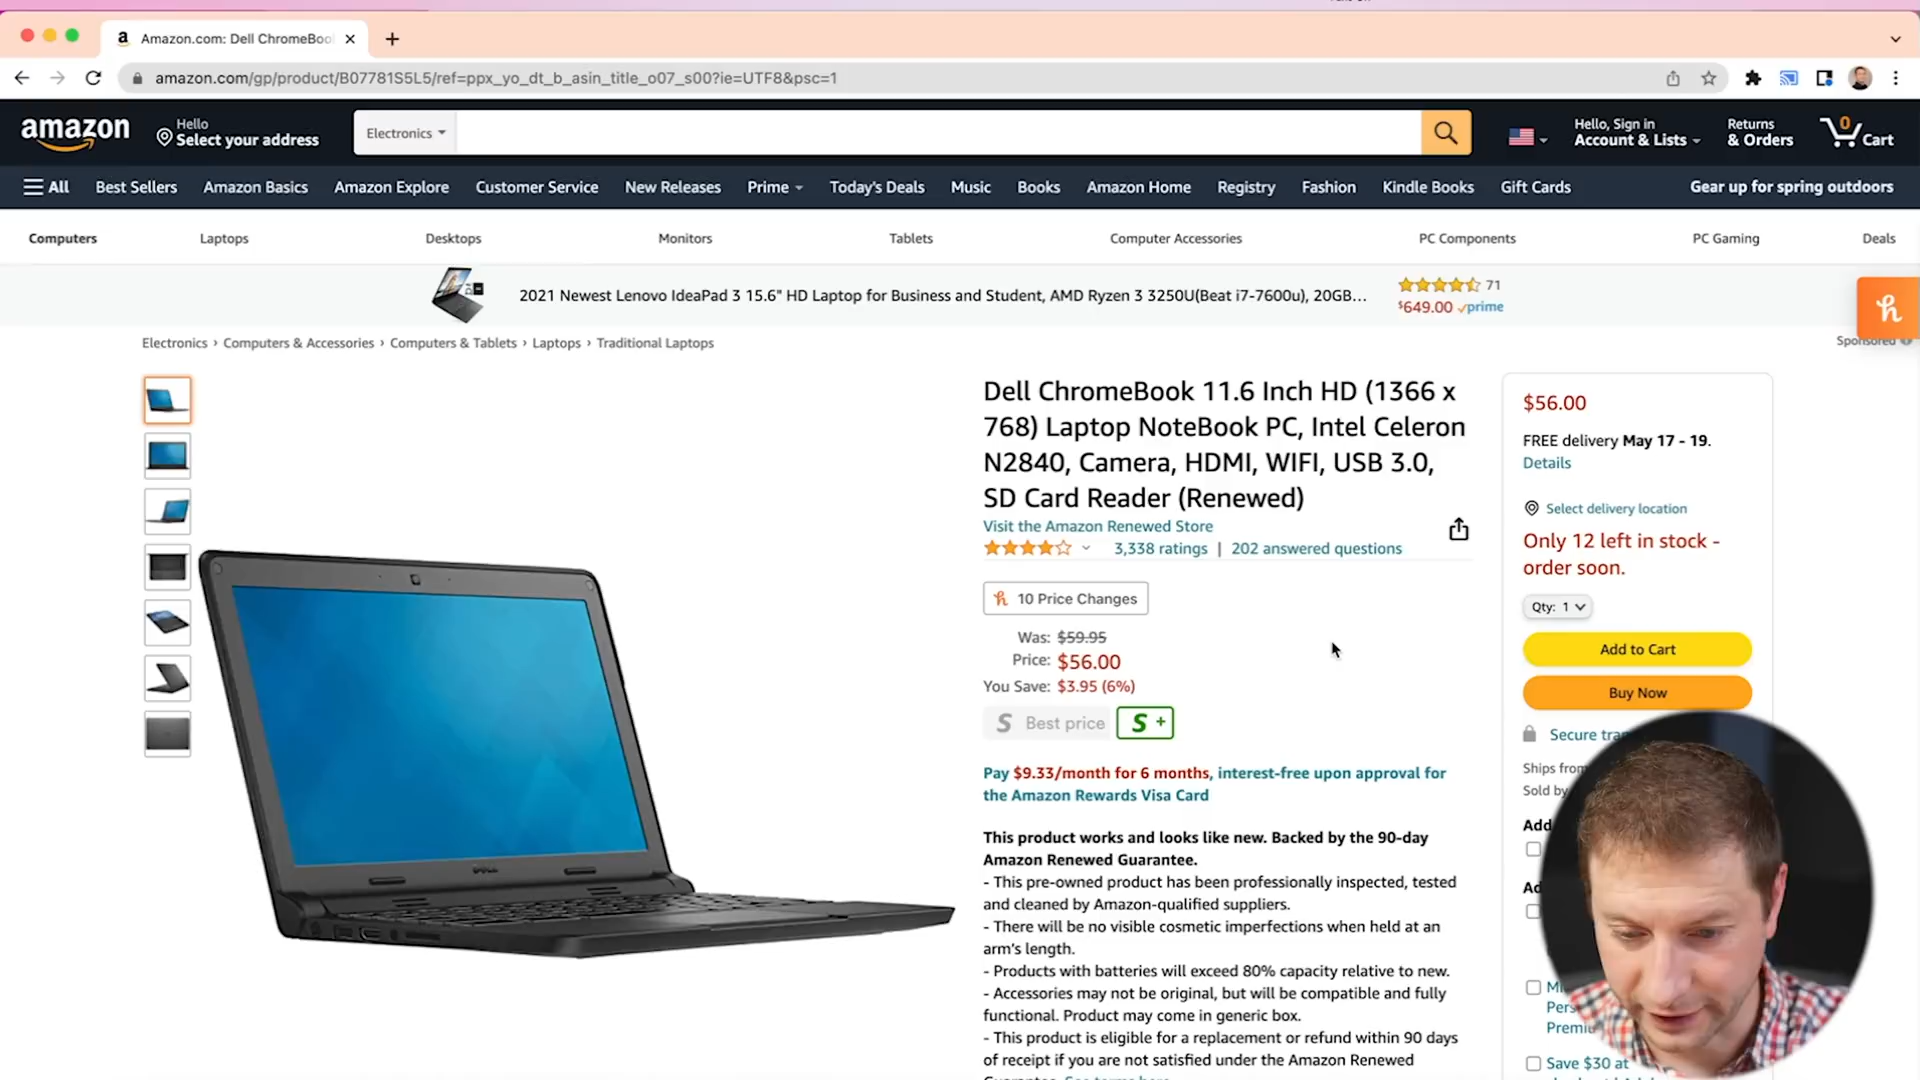 Amazon.com: Dell ChromeBoo
amazon.com/gp/product/B07781S5L5/ref=ppx_yo_dt_b_asin_title_o07_s00?ie=UTF8&psc=1
amazon
Hello
Select your address
Electronics
Hello, Sign in
Account & Lists
Returns
& Orders
0
Cart
All
Best Sellers
Amazon Basics
Amazon Explore
Customer Service
New Releases
Prime
Today's Deals
Music
Books
Amazon Home
Registry
Fashion
Kindle Books
Gift Cards
Gear up for spring outdoors
Computers
Laptops
Desktops
Monitors
Tablets
Computer Accessories
PC Components
PC Gaming
Deals
2021 Newest Lenovo IdeaPad 3 15.6" HD Laptop for Business and Student, AMD Ryzen 3 3250U(Beat i7-7600u), 20GB...
71
$649.00 prime
Sponsored
Electronics › Computers & Accessories › Computers & Tablets › Laptops › Traditional Laptops
Dell ChromeBook 11.6 Inch HD (1366 x
768) Laptop NoteBook PC, Intel Celeron
N2840, Camera, HDMI, WIFI, USB 3.0,
SD Card Reader (Renewed)
Visit the Amazon Renewed Store
3,338 ratings | 202 answered questions
10 Price Changes
Was: $59.95
Price: $56.00
You Save: $3.95 (6%)
S Best price
S +
Pay $9.33/month for 6 months, interest-free upon approval for
the Amazon Rewards Visa Card
This product works and looks like new. Backed by the 90-day
Amazon Renewed Guarantee.
- This pre-owned product has been professionally inspected, tested
and cleaned by Amazon-qualified suppliers.
- There will be no visible cosmetic imperfections when held at an
arm's length.
- Products with batteries will exceed 80% capacity relative to new.
- Accessories may not be original, but will be compatible and fully
functional. Product may come in generic box.
- This product is eligible for a replacement or refund within 90 days
of receipt if you are not satisfied under the Amazon Renewed
$56.00
FREE delivery May 17 - 19.
Details
Select delivery location
Only 12 left in stock -
order soon.
Qty: 1
Add to Cart
Buy Now
Secure tra
Ships from
Sold by
Add
Ad
Save $30 at
DELL